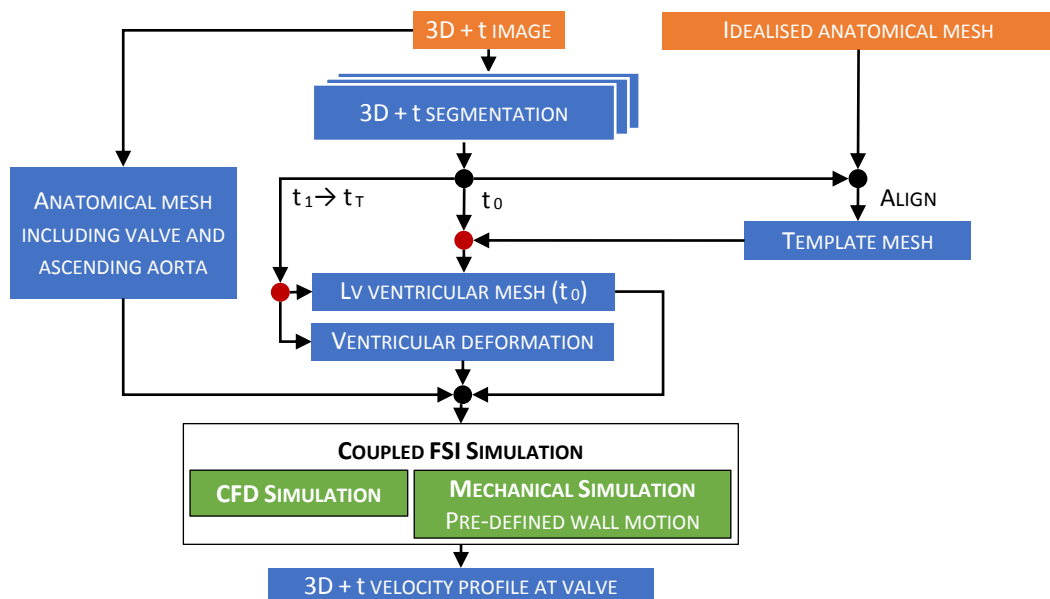 3D + t IMAGE
IDEALISED ANATOMICAL MESH
3D + t SEGMENTATION
t₁→ t_T
t₀
ALIGN
ANATOMICAL MESH
INCLUDING VALVE AND
ASCENDING AORTA
TEMPLATE MESH
LV VENTRICULAR MESH (t₀)
VENTRICULAR DEFORMATION
COUPLED FSI SIMULATION
CFD SIMULATION
MECHANICAL SIMULATION
PRE-DEFINED WALL MOTION
3D + t VELOCITY PROFILE AT VALVE